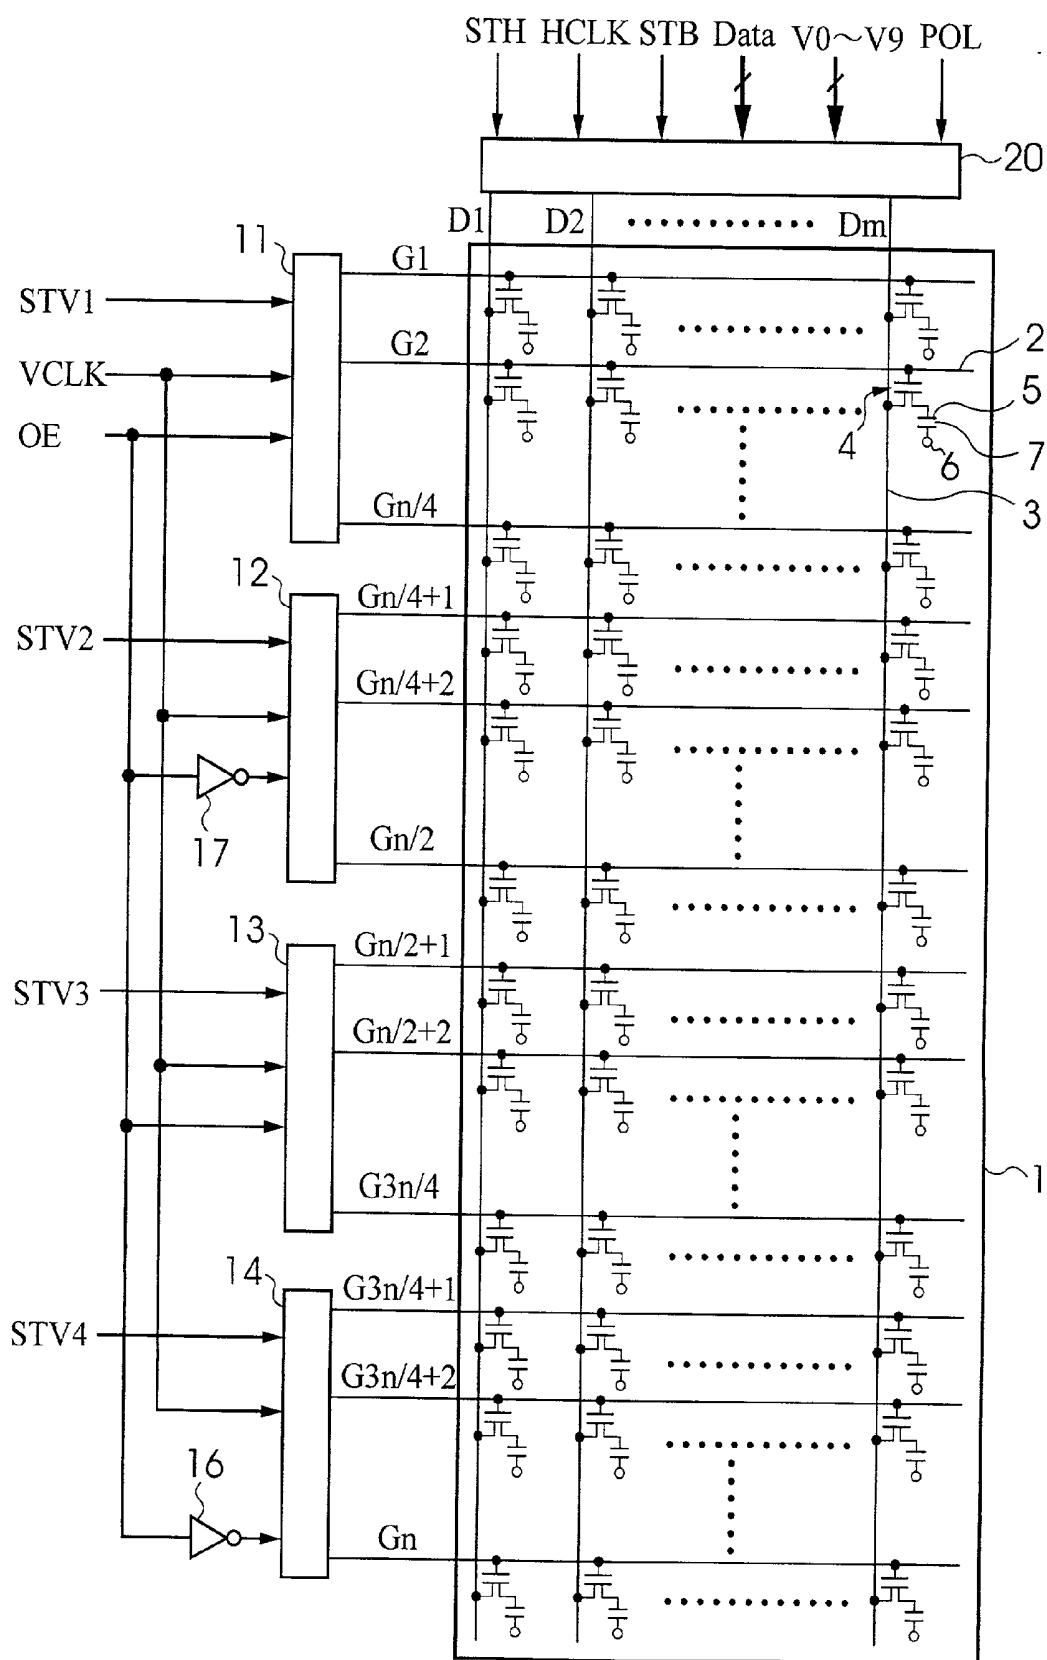 STH HCLK STB Data V0～V9 POL
20
D1 D2 Dm
11
G1
STV1
G2
2
VCLK
5
OE
4
6
7
Gn/4
3
12
Gn/4+1
STV2
Gn/4+2
17
Gn/2
13
Gn/2+1
STV3
Gn/2+2
1
G3n/4
14
G3n/4+1
STV4
G3n/4+2
16
Gn